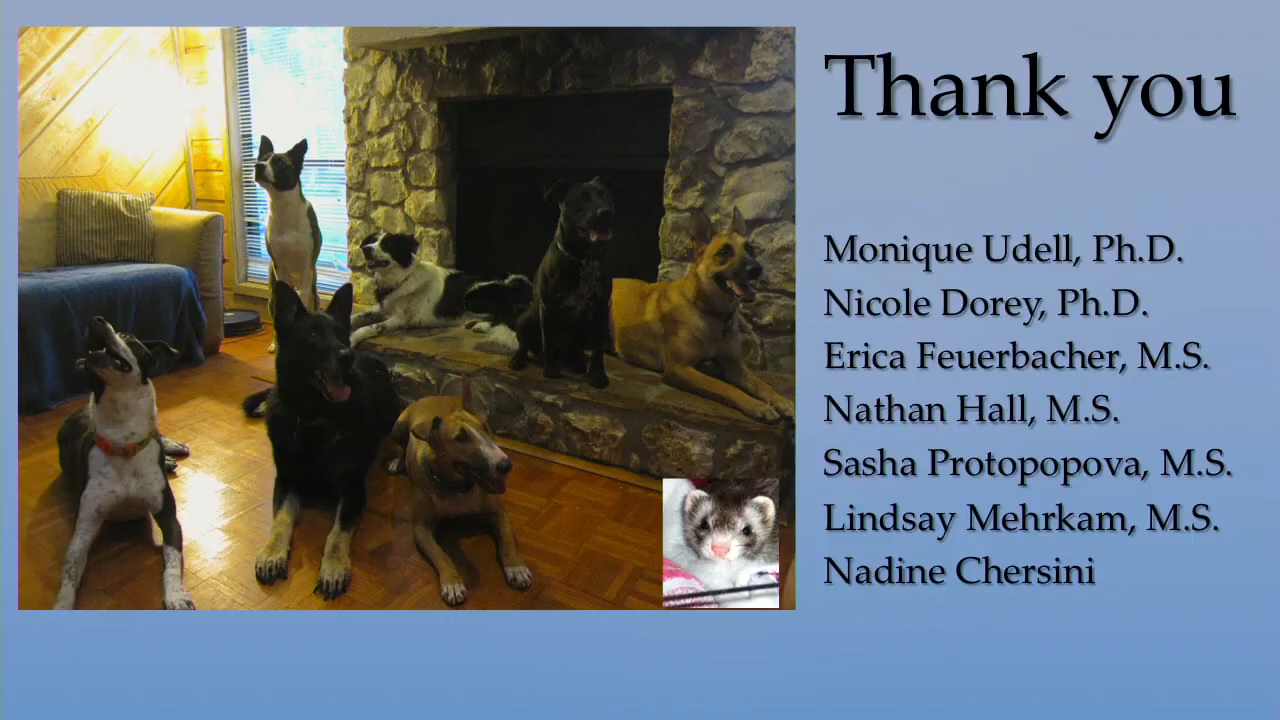 Thank you
Monique Udell, Ph.D.
Nicole Dorey, Ph.D.
Erica Feuerbacher, M.S.
Nathan Hall, M.S.
Sasha Protopopova, M.S.
Lindsay Mehrkam, M.S.
Nadine Chersini